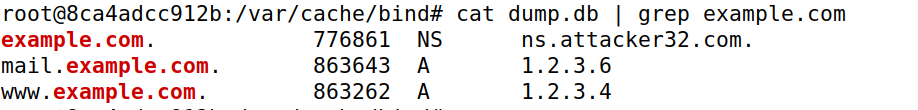 root@8ca4adcc912b:/var/cache/bind# cat dump.db | grep example.com
example.com. 776861 NS ns.attacker32.com.
mail.example.com. 863643 A 1.2.3.6
www.example.com. 863262 A 1.2.3.4